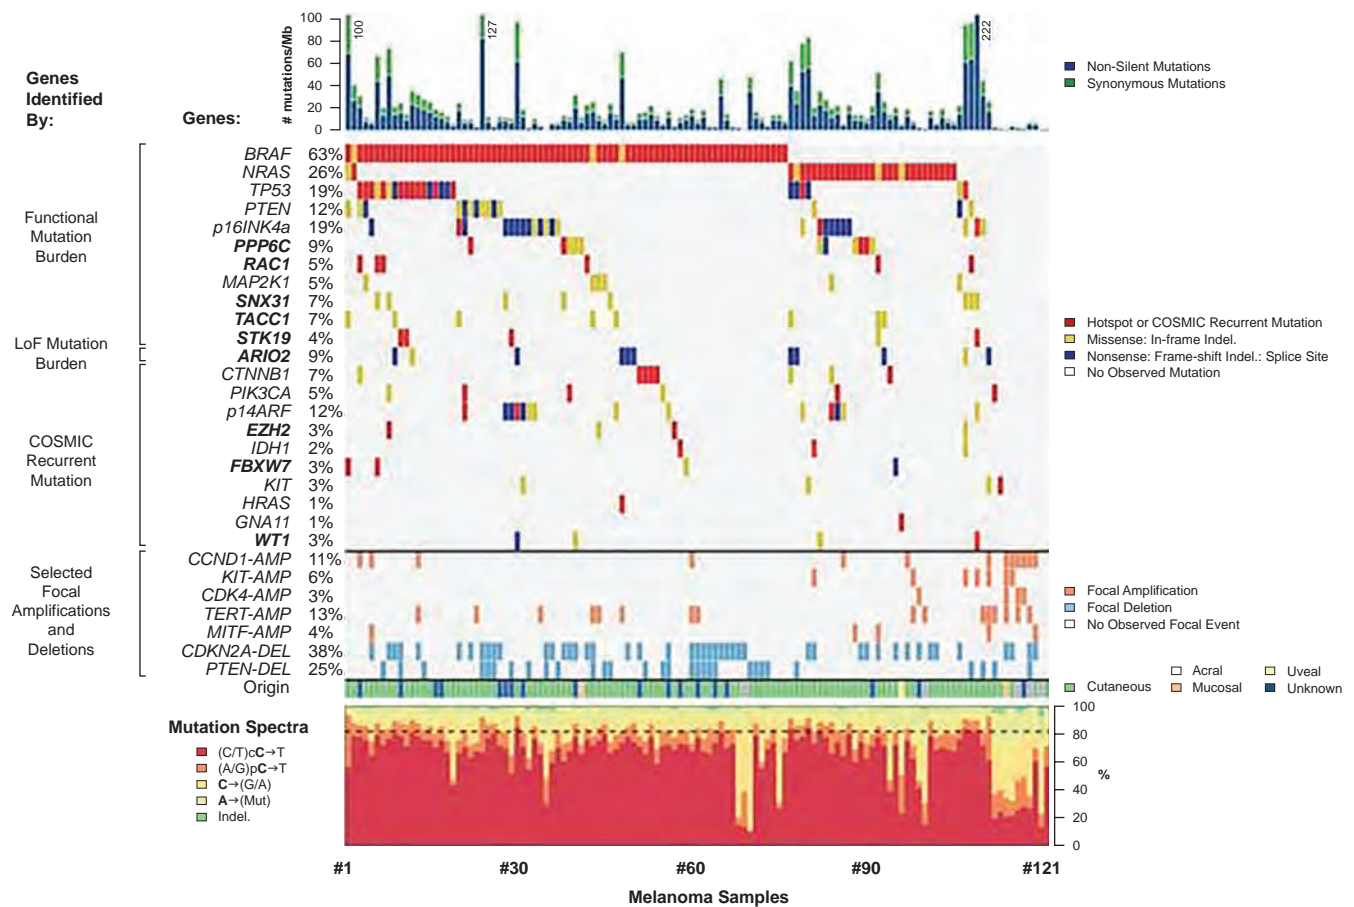 100
80
60
40
20
0
# mutations/Mb
100
127
222
Non-Silent Mutations
Synonymous Mutations
Genes
Identified
By:
Genes:
Functional
Mutation
Burden
LoF Mutation
Burden
COSMIC
Recurrent
Mutation
Selected
Focal
Amplifications
and
Deletions
BRAF 63%
NRAS 26%
TP53 19%
PTEN 12%
p16INK4a 19%
PPP6C 9%
RAC1 5%
MAP2K1 5%
SNX31 7%
TACC1 7%
STK19 4%
ARIO2 9%
CTNNB1 7%
PIK3CA 5%
p14ARF 12%
EZH2 3%
IDH1 2%
FBXW7 3%
KIT 3%
HRAS 1%
GNA11 1%
WT1 3%
CCND1-AMP 11%
KIT-AMP 6%
CDK4-AMP 3%
TERT-AMP 13%
MITF-AMP 4%
CDKN2A-DEL 38%
PTEN-DEL 25%
Origin
Hotspot or COSMIC Recurrent Mutation
Missense: In-frame Indel.
Nonsense: Frame-shift Indel.: Splice Site
No Observed Mutation
Focal Amplification
Focal Deletion
No Observed Focal Event
Acral Uveal
Cutaneous Mucosal Unknown
Mutation Spectra
(C/T)cC→T
(A/G)pC→T
C→(G/A)
A→(Mut)
Indel.
100
80
60
40
20
0
%
#1 #30 #60 #90 #121
Melanoma Samples